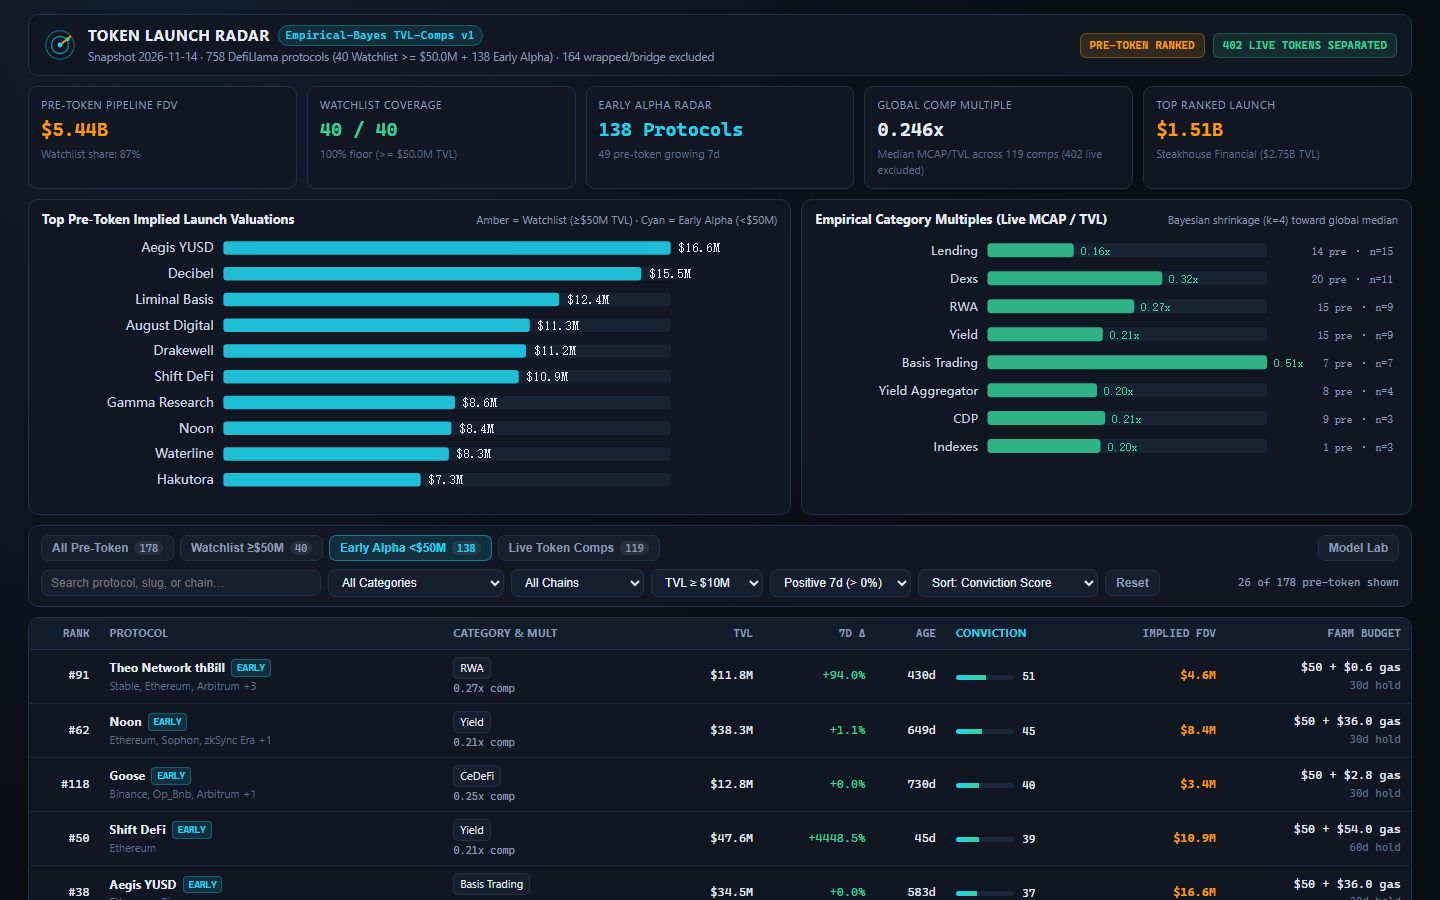 TOKEN LAUNCH RADAR Empirical-Bayes TVL-Comps v1
Snapshot 2026-11-14 · 758 DefiLlama protocols (40 Watchlist >= $50.0M + 138 Early Alpha) · 164 wrapped/bridge excluded
PRE-TOKEN RANKED
402 LIVE TOKENS SEPARATED
PRE-TOKEN PIPELINE FDV
$5.44B
Watchlist share: 87%
WATCHLIST COVERAGE
40 / 40
100% floor (>= $50.0M TVL)
EARLY ALPHA RADAR
138 Protocols
49 pre-token growing 7d
GLOBAL COMP MULTIPLE
0.246x
Median MCAP/TVL across 119 comps (402 live
excluded)
TOP RANKED LAUNCH
$1.51B
Steakhouse Financial ($2.75B TVL)
Top Pre-Token Implied Launch Valuations
Amber = Watchlist (≥$50M TVL) · Cyan = Early Alpha (<$50M)
Aegis YUSD $16.6M
Decibel $15.5M
Liminal Basis $12.4M
August Digital $11.3M
Drakewell $11.2M
Shift DeFi $10.9M
Gamma Research $8.6M
Noon $8.4M
Waterline $8.3M
Hakutora $7.3M
Empirical Category Multiples (Live MCAP / TVL)
Bayesian shrinkage (k=4) toward global median
Lending 0.16x 14 pre · n=15
Dexs 0.32x 20 pre · n=11
RWA 0.27x 15 pre · n=9
Yield 0.21x 15 pre · n=9
Basis Trading 0.51x 7 pre · n=7
Yield Aggregator 0.20x 8 pre · n=4
CDP 0.21x 9 pre · n=3
Indexes 0.20x 1 pre · n=3
All Pre-Token 178 Watchlist ≥$50M 40 Early Alpha <$50M 138 Live Token Comps 119 Model Lab
Search protocol, slug, or chain... All Categories All Chains TVL ≥ $10M Positive 7d (> 0%) Sort: Conviction Score Reset 26 of 178 pre-token shown
RANK PROTOCOL CATEGORY & MULT TVL 7D Δ AGE CONVICTION IMPLIED FDV FARM BUDGET
#91 Theo Network thBill EARLY RWA $11.8M +94.0% 430d 51 $4.6M $50 + $0.6 gas
Stable, Ethereum, Arbitrum +3 0.27x comp 30d hold
#62 Noon EARLY Yield $38.3M +1.1% 649d 45 $8.4M $50 + $36.0 gas
Ethereum, Sophon, zkSync Era +1 0.21x comp 30d hold
#118 Goose EARLY CeDeFi $12.8M +0.0% 730d 40 $3.4M $50 + $2.8 gas
Binance, Op_Bnb, Arbitrum +1 0.25x comp 30d hold
#50 Shift DeFi EARLY Yield $47.6M +4448.5% 45d 39 $10.9M $50 + $54.0 gas
Ethereum 0.21x comp 60d hold
#38 Aegis YUSD EARLY Basis Trading $34.5M +0.0% 583d 37 $16.6M $50 + $36.0 gas